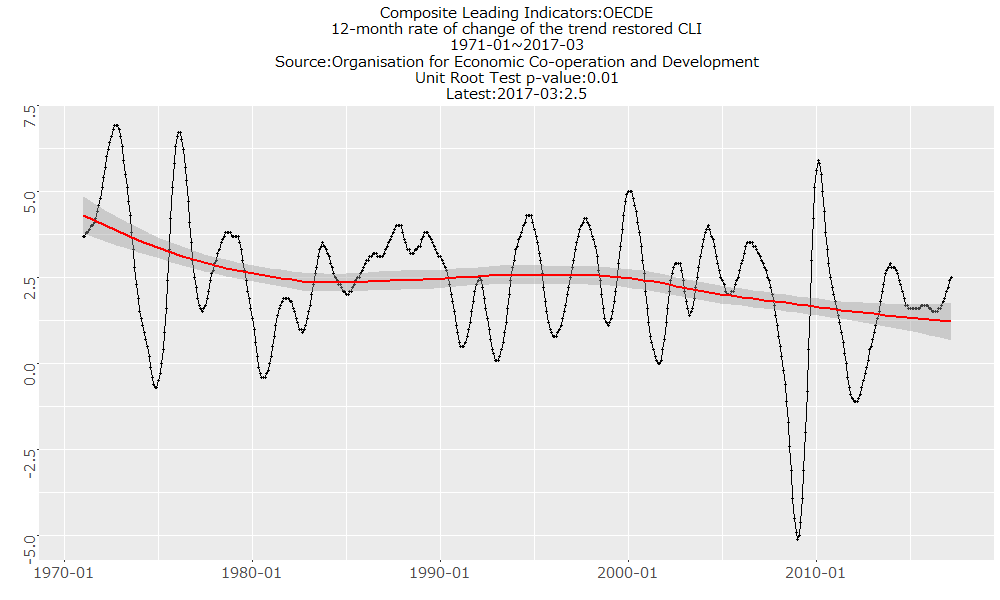 Composite Leading Indicators:OECDE
12-month rate of change of the trend restored CLI
1971-01~2017-03
Source:Organisation for Economic Co-operation and Development
Unit Root Test p-value:0.01
Latest:2017-03:2.5
7.5
5.0
2.5
0.0
-2.5
-5.0
1970-01
1980-01
1990-01
2000-01
2010-01